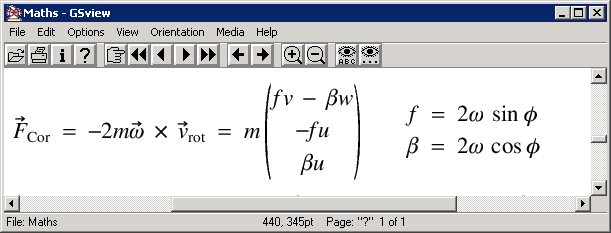 Maths - GSview
File Edit Options View Orientation Media Help
i ? ABC
fv − βw
F⃗Cor = −2mω⃗ × v⃗rot = m −fu
βu
f = 2ω sin ϕ
β = 2ω cos ϕ
File: Maths 440, 345pt Page: "?" 1 of 1